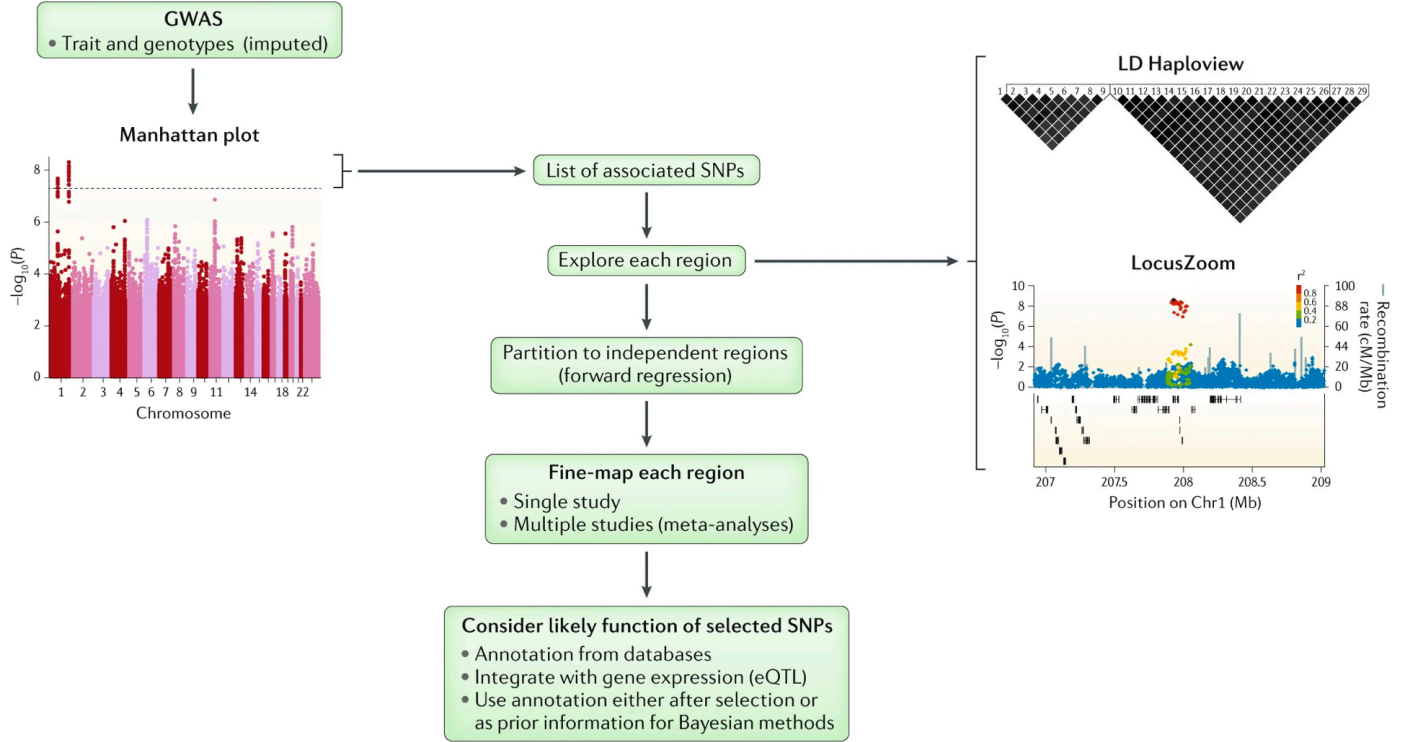 GWAS
• Trait and genotypes (imputed)
Manhattan plot
8
6
4
2
0
–log10(P)
1 2 3 4 5 6 7 8 9 11 14 18 22
Chromosome
List of associated SNPs
Explore each region
Partition to independent regions
(forward regression)
Fine-map each region
• Single study
• Multiple studies (meta-analyses)
Consider likely function of selected SNPs
• Annotation from databases
• Integrate with gene expression (eQTL)
• Use annotation either after selection or
as prior information for Bayesian methods
LD Haploview
1 2 3 4 5 6 7 8 9 10 11 12 13 14 15 16 17 18 19 20 21 22 23 24 25 26 27 28 29
LocusZoom
10
8
6
4
2
0
–log10(P)
r2
0.8
0.6
0.4
0.2
100
88
60
44
20
0
Recombination
rate (cM/Mb)
207 207.5 208 208.5 209
Position on Chr1 (Mb)